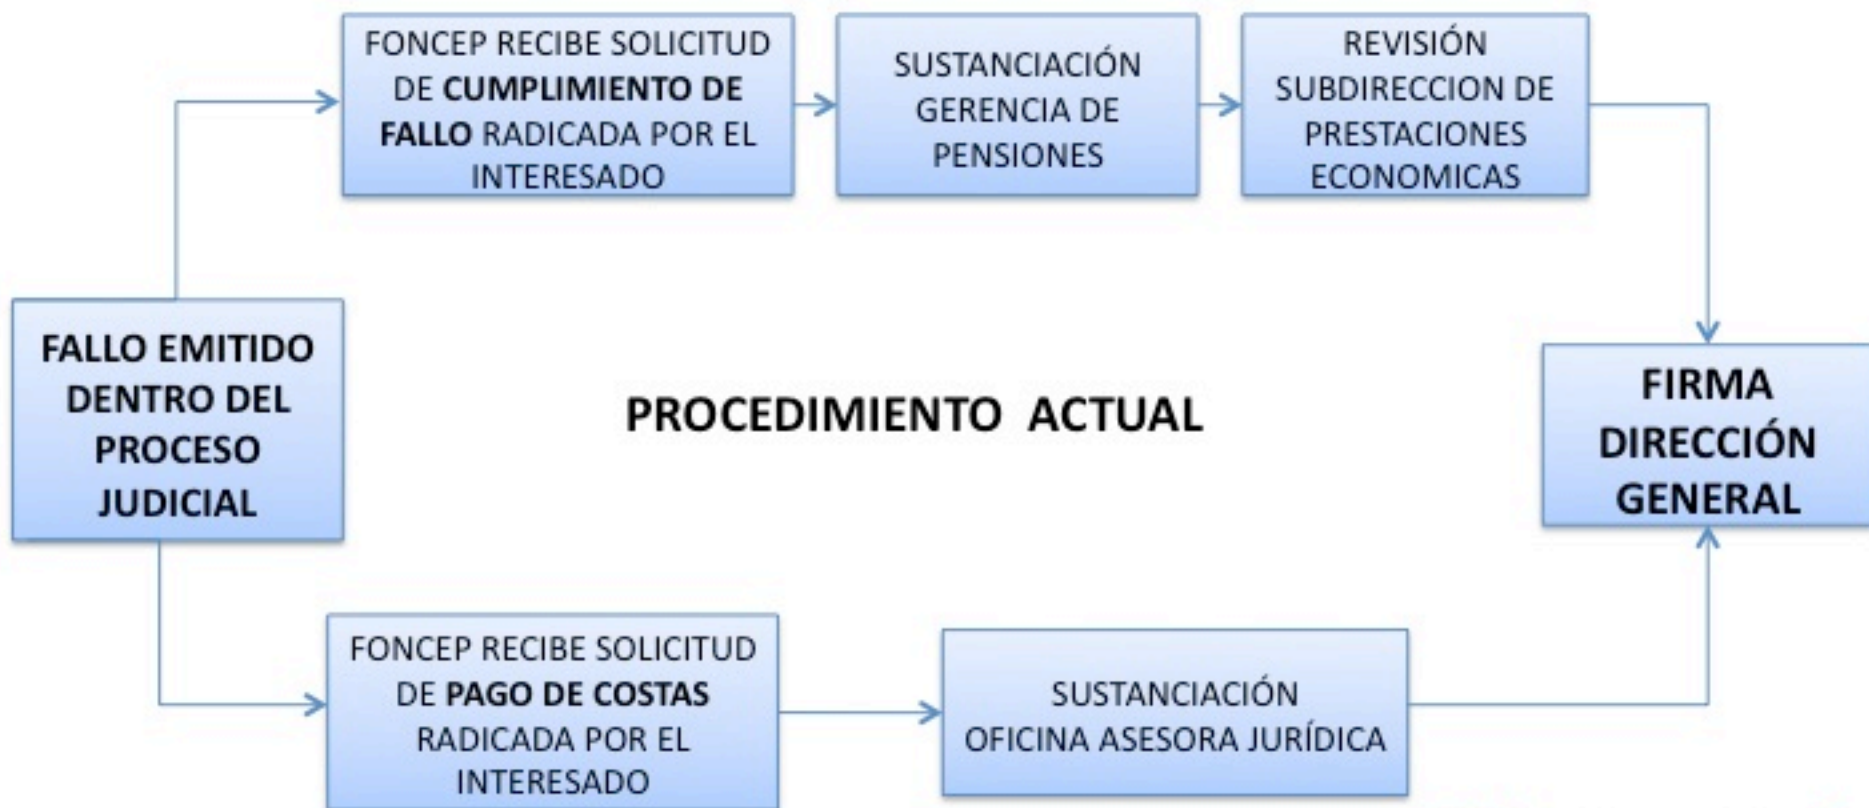 FONCEP RECIBE SOLICITUD
DE CUMPLIMIENTO DE
FALLO RADICADA POR EL
INTERESADO
SUSTANCIACIÓN
GERENCIA DE
PENSIONES
REVISIÓN
SUBDIRECCION DE
PRESTACIONES
ECONOMICAS
FALLO EMITIDO
DENTRO DEL
PROCESO
JUDICIAL
PROCEDIMIENTO ACTUAL
FIRMA
DIRECCIÓN
GENERAL
FONCEP RECIBE SOLICITUD
DE PAGO DE COSTAS
RADICADA POR EL
INTERESADO
SUSTANCIACIÓN
OFICINA ASESORA JURÍDICA